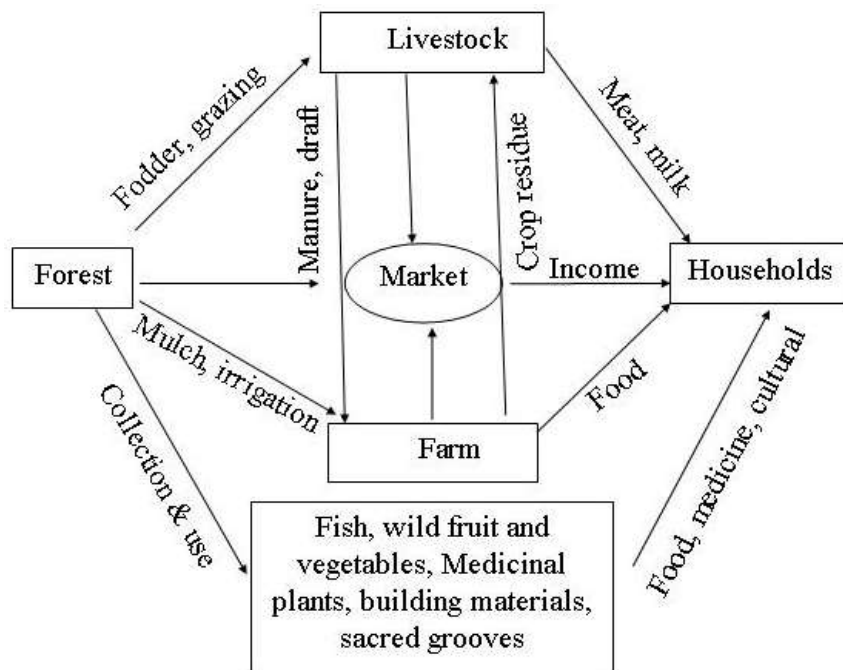 Livestock
Fodder, grazing
Manure, draft
Crop residue
Meat, milk
Forest
Market
Income
Households
Mulch, irrigation
Collection & use
Farm
Food
Food, medicine, cultural
Fish, wild fruit and
vegetables, Medicinal
plants, building materials,
sacred grooves